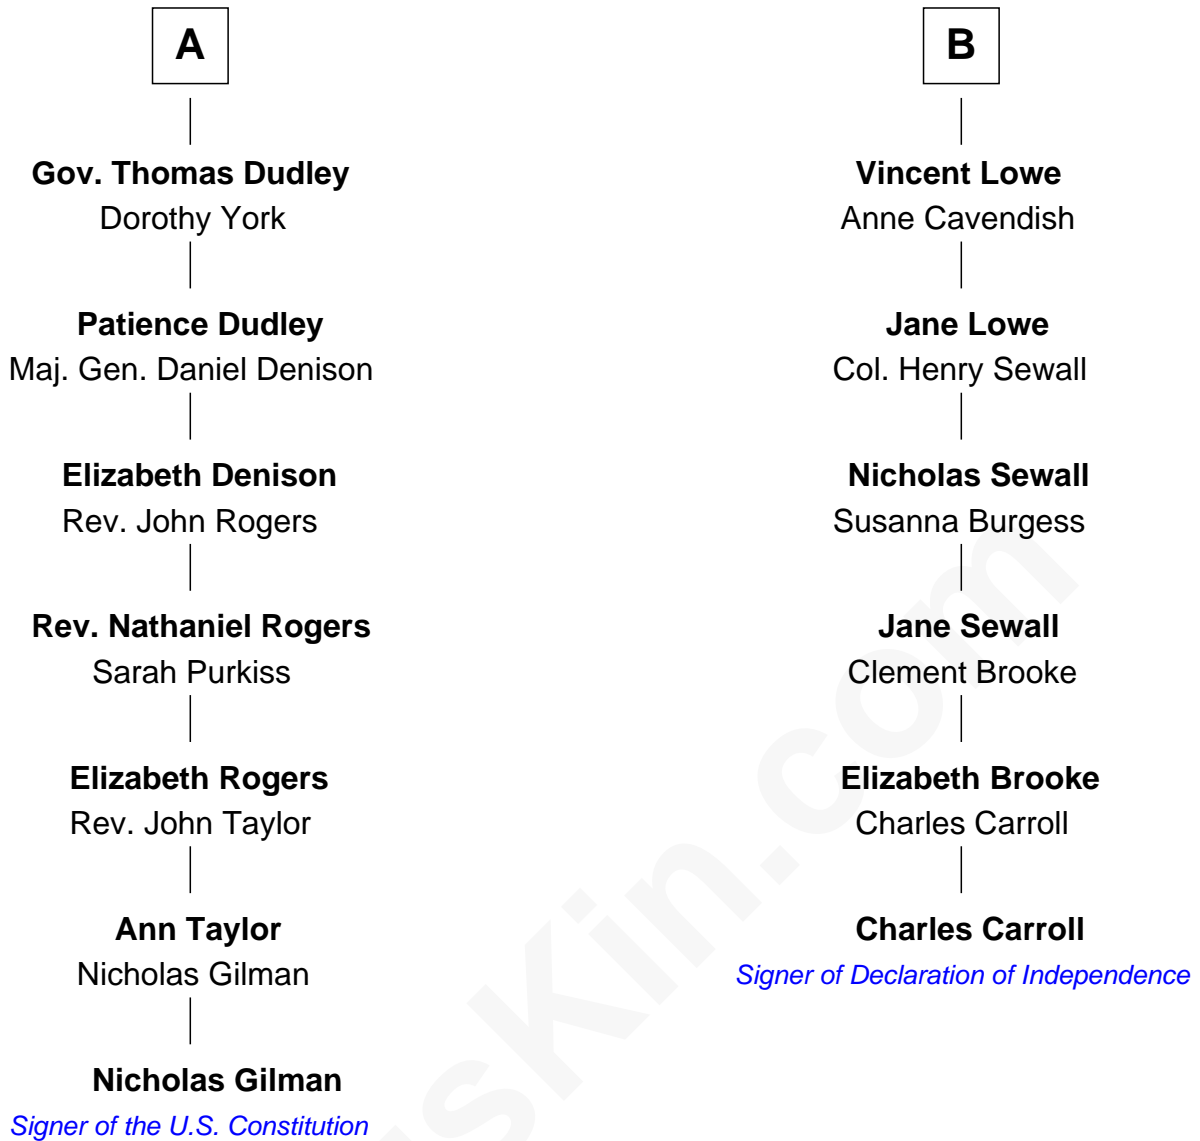 A
Gov. Thomas Dudley
Dorothy York
Patience Dudley
Maj. Gen. Daniel Denison
Elizabeth Denison
Rev. John Rogers
Rev. Nathaniel Rogers
Sarah Purkiss
Elizabeth Rogers
Rev. John Taylor
Ann Taylor
Nicholas Gilman
Nicholas Gilman
Signer of the U.S. Constitution
B
Vincent Lowe
Anne Cavendish
Jane Lowe
Col. Henry Sewall
Nicholas Sewall
Susanna Burgess
Jane Sewall
Clement Brooke
Elizabeth Brooke
Charles Carroll
Charles Carroll
Signer of Declaration of Independence